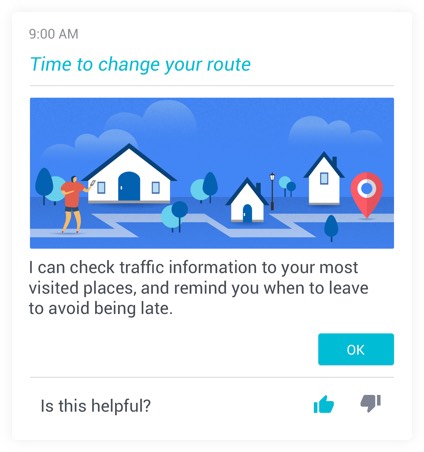 9:00 AM
Time to change your route
I can check traffic information to your most
visited places, and remind you when to leave
to avoid being late.
OK
Is this helpful?